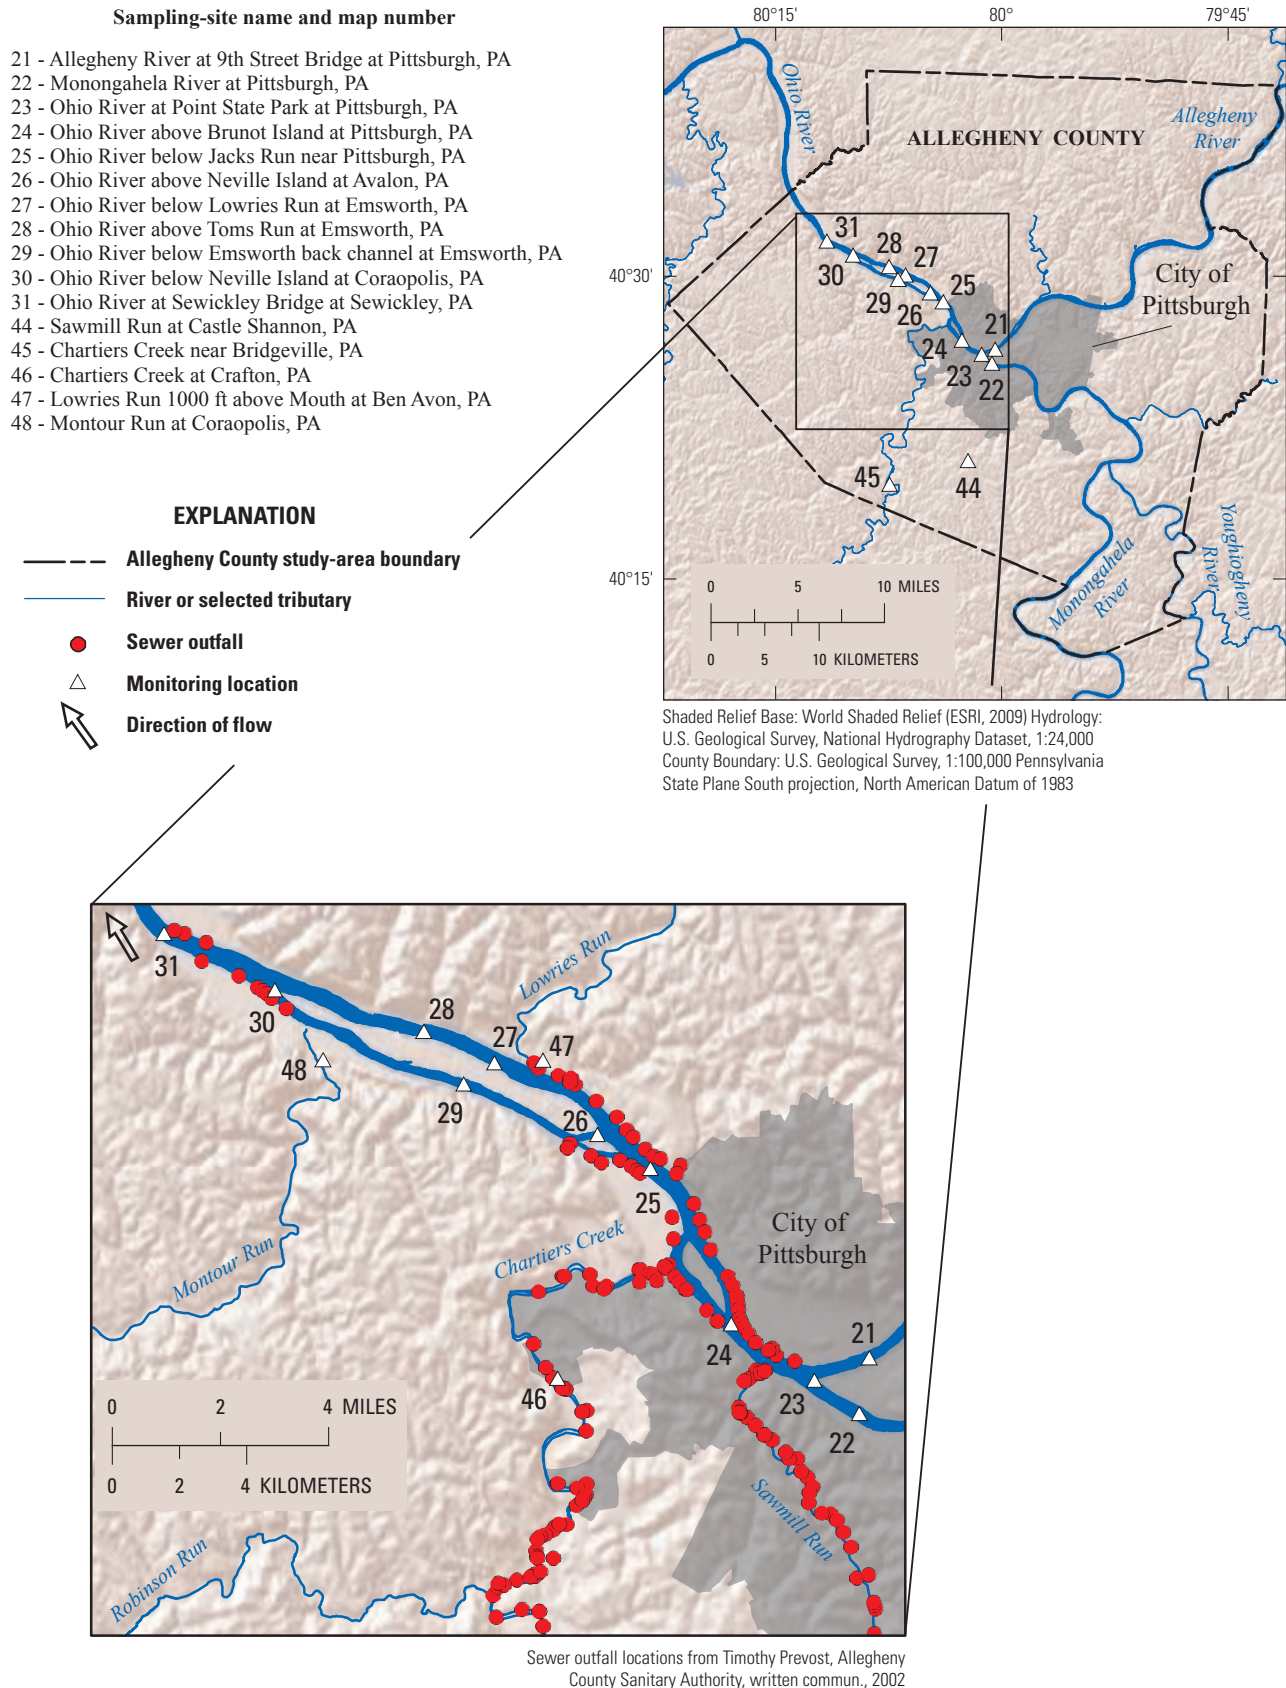 Sampling-site name and map number
21 - Allegheny River at 9th Street Bridge at Pittsburgh, PA
22 - Monongahela River at Pittsburgh, PA
23 - Ohio River at Point State Park at Pittsburgh, PA
24 - Ohio River above Brunot Island at Pittsburgh, PA
25 - Ohio River below Jacks Run near Pittsburgh, PA
26 - Ohio River above Neville Island at Avalon, PA
27 - Ohio River below Lowries Run at Emsworth, PA
28 - Ohio River above Toms Run at Emsworth, PA
29 - Ohio River below Emsworth back channel at Emsworth, PA
30 - Ohio River below Neville Island at Coraopolis, PA
31 - Ohio River at Sewickley Bridge at Sewickley, PA
44 - Sawmill Run at Castle Shannon, PA
45 - Chartiers Creek near Bridgeville, PA
46 - Chartiers Creek at Crafton, PA
47 - Lowries Run 1000 ft above Mouth at Ben Avon, PA
48 - Montour Run at Coraopolis, PA
EXPLANATION
Allegheny County study-area boundary
River or selected tributary
Sewer outfall
Monitoring location
Direction of flow
80°15'
80°
79°45'
40°30'
40°15'
Ohio River
ALLEGHENY COUNTY
Allegheny
River
City of
Pittsburgh
31
30
28
27
29
26
25
21
24
23
22
45
44
Monongahela
River
Youghiogheny
River
0 5 10 MILES
0 5 10 KILOMETERS
Shaded Relief Base: World Shaded Relief (ESRI, 2009) Hydrology:
U.S. Geological Survey, National Hydrography Dataset, 1:24,000
County Boundary: U.S. Geological Survey, 1:100,000 Pennsylvania
State Plane South projection, North American Datum of 1983
31
30
28
27
47
48
29
26
25
Lowries Run
Montour Run
Chartiers Creek
City of
Pittsburgh
24
21
23
22
46
Sawmill Run
Robinson Run
0 2 4 MILES
0 2 4 KILOMETERS
Sewer outfall locations from Timothy Prevost, Allegheny
County Sanitary Authority, written commun., 2002